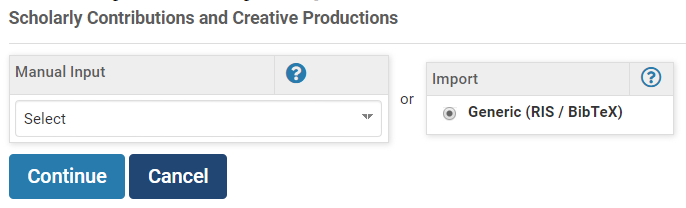 Scholarly Contributions and Creative Productions
Manual Input ?
Select
or
Import ?
Generic (RIS / BibTeX)
Continue Cancel